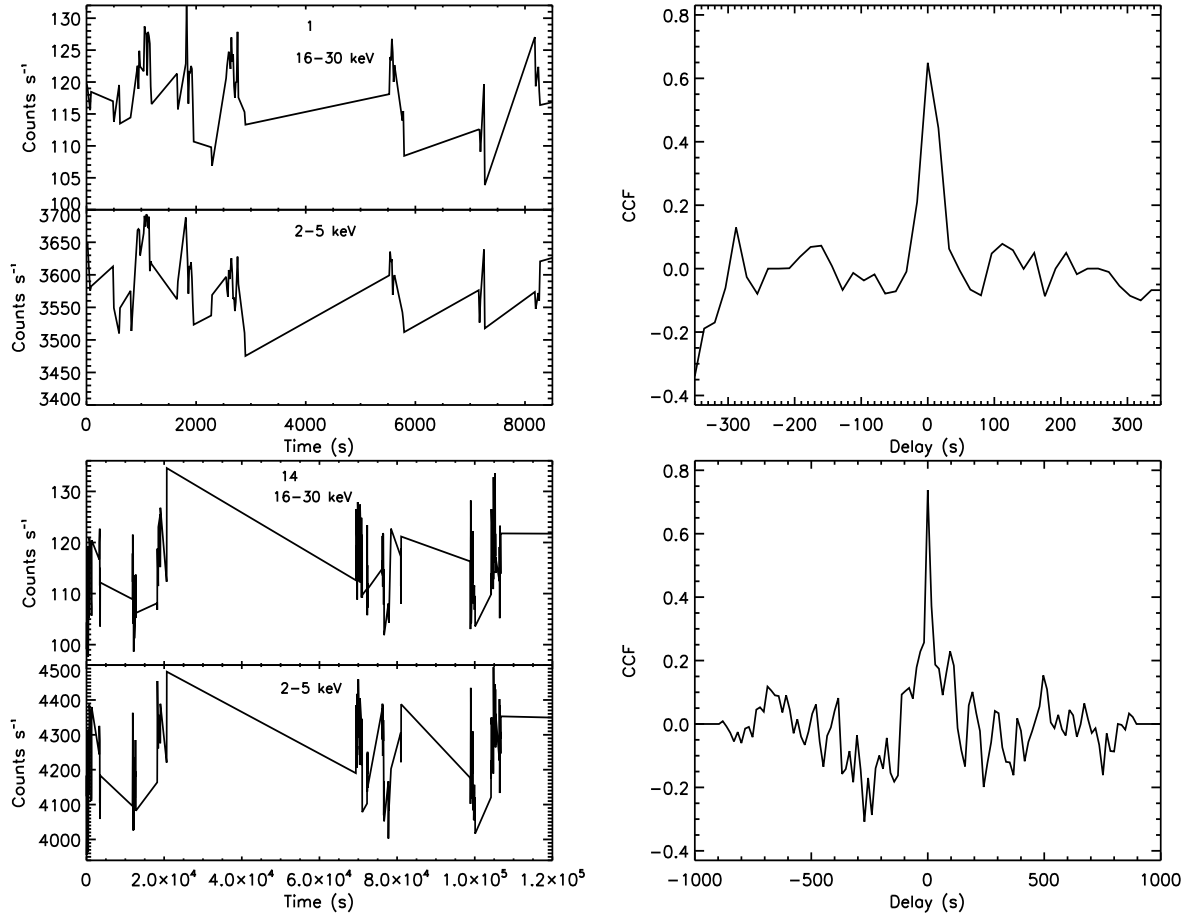 130
125
120
115
110
105
100
Counts s⁻¹
1
16−30 keV
3700
3650
3600
3550
3500
3450
3400
Counts s⁻¹
2−5 keV
0 2000 4000 6000 8000
Time (s)
0.8
0.6
0.4
0.2
0.0
−0.2
−0.4
CCF
−300 −200 −100 0 100 200 300
Delay (s)
130
120
110
100
Counts s⁻¹
14
16−30 keV
4500
4400
4300
4200
4100
4000
Counts s⁻¹
2−5 keV
0 2.0×10⁴ 4.0×10⁴ 6.0×10⁴ 8.0×10⁴ 1.0×10⁵ 1.2×10⁵
Time (s)
0.8
0.6
0.4
0.2
0.0
−0.2
−0.4
CCF
−1000 −500 0 500 1000
Delay (s)